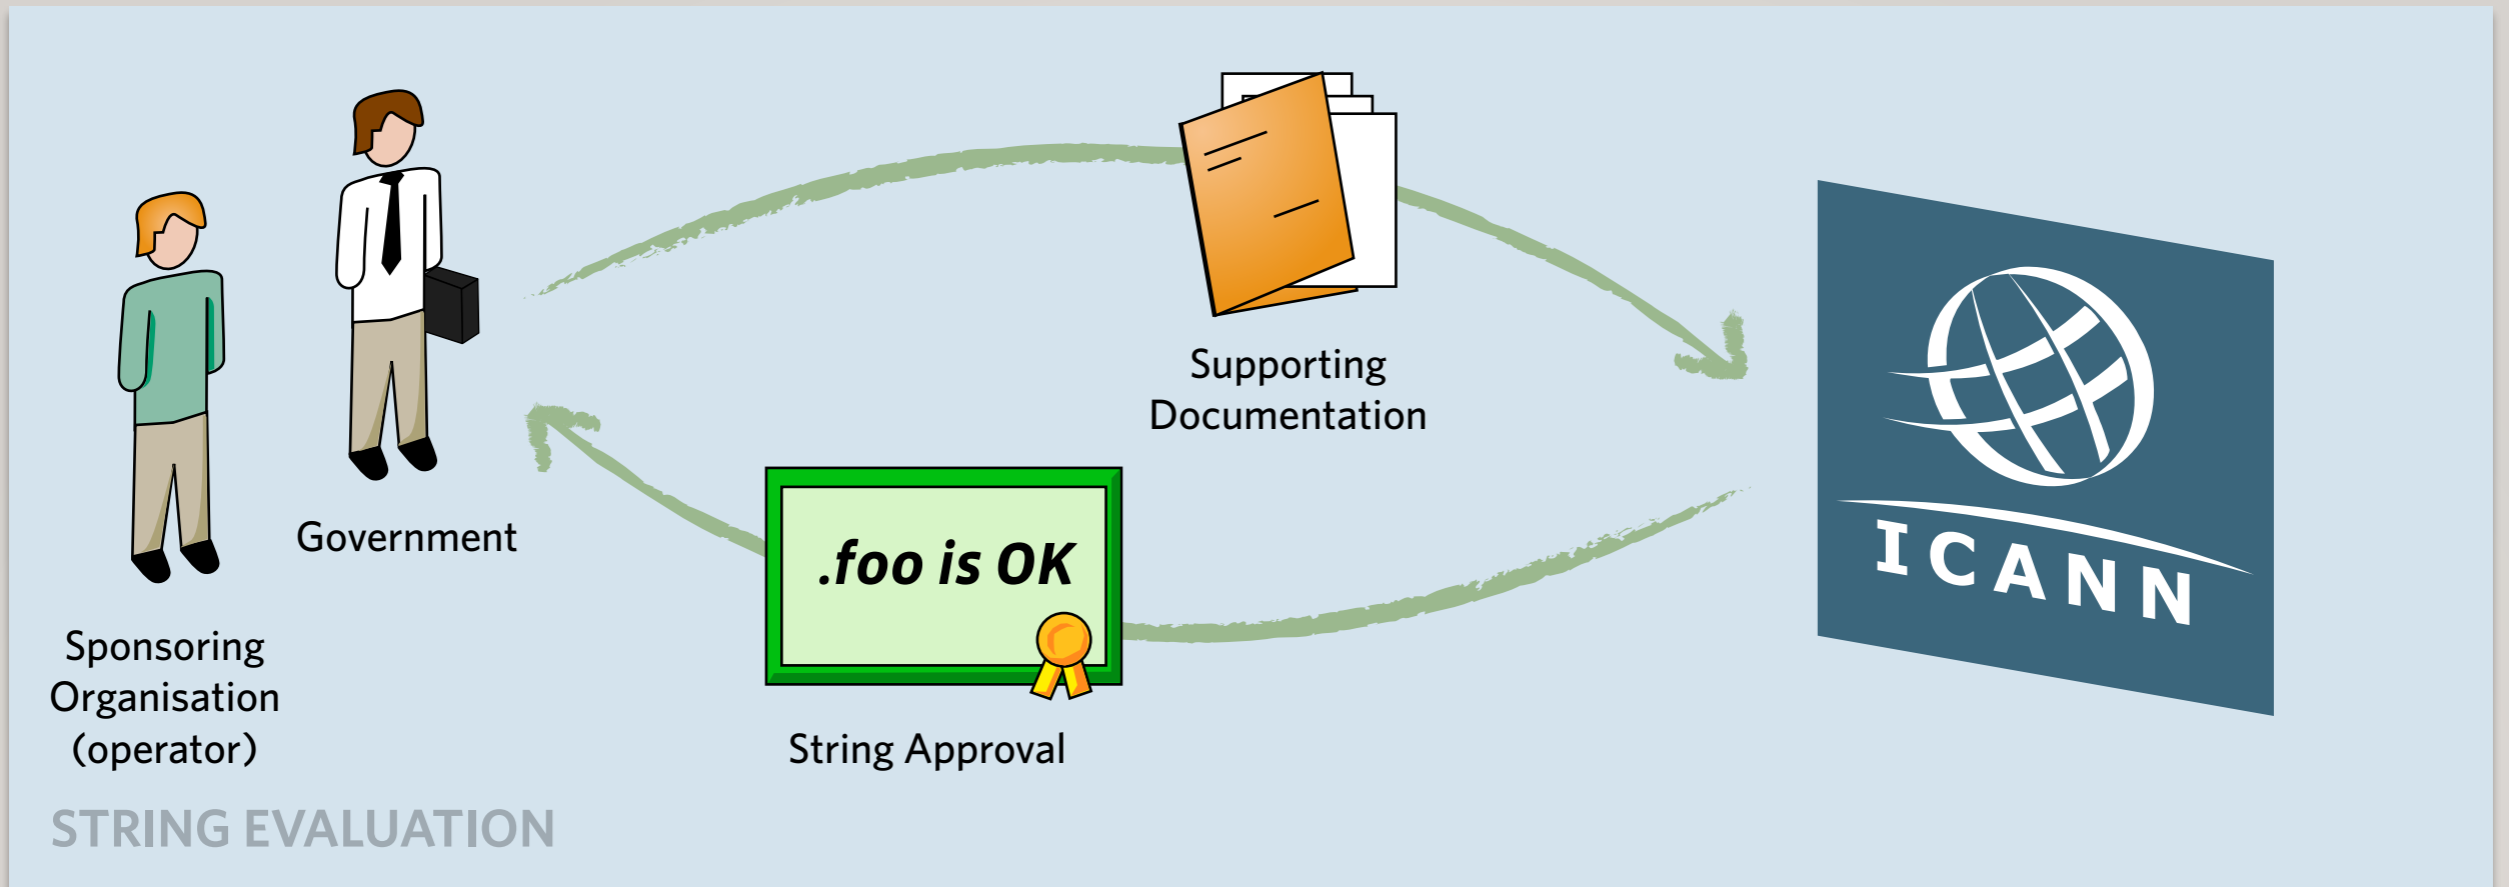 Supporting
Documentation
Government
.foo is OK
ICANN
Sponsoring
Organisation
(operator)
String Approval
STRING EVALUATION